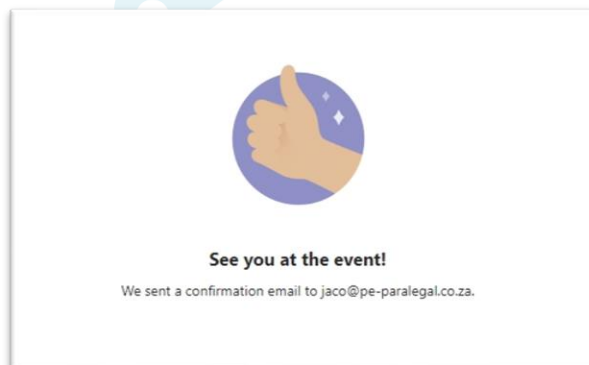 See you at the event!
We sent a confirmation email to jaco@pe-paralegal.co.za.